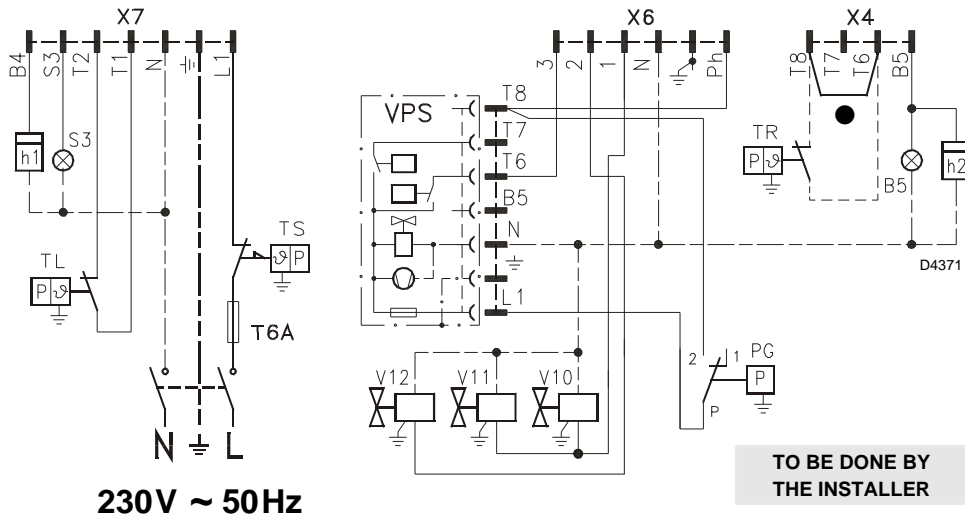 X7
B4
S3
T2
T1
N
L1
h1
S3
TL
P ϑ
TS
ϑ P
T6A
N
L
230V ~ 50Hz
X6
3
2
1
N
Ph
VPS
T8
T7
T6
B5
N
L1
V12
V11
V10
2
1
P
PG
P
X4
T8
T7
T6
B5
TR
P ϑ
B5
h2
D4371
TO BE DONE BY
THE INSTALLER